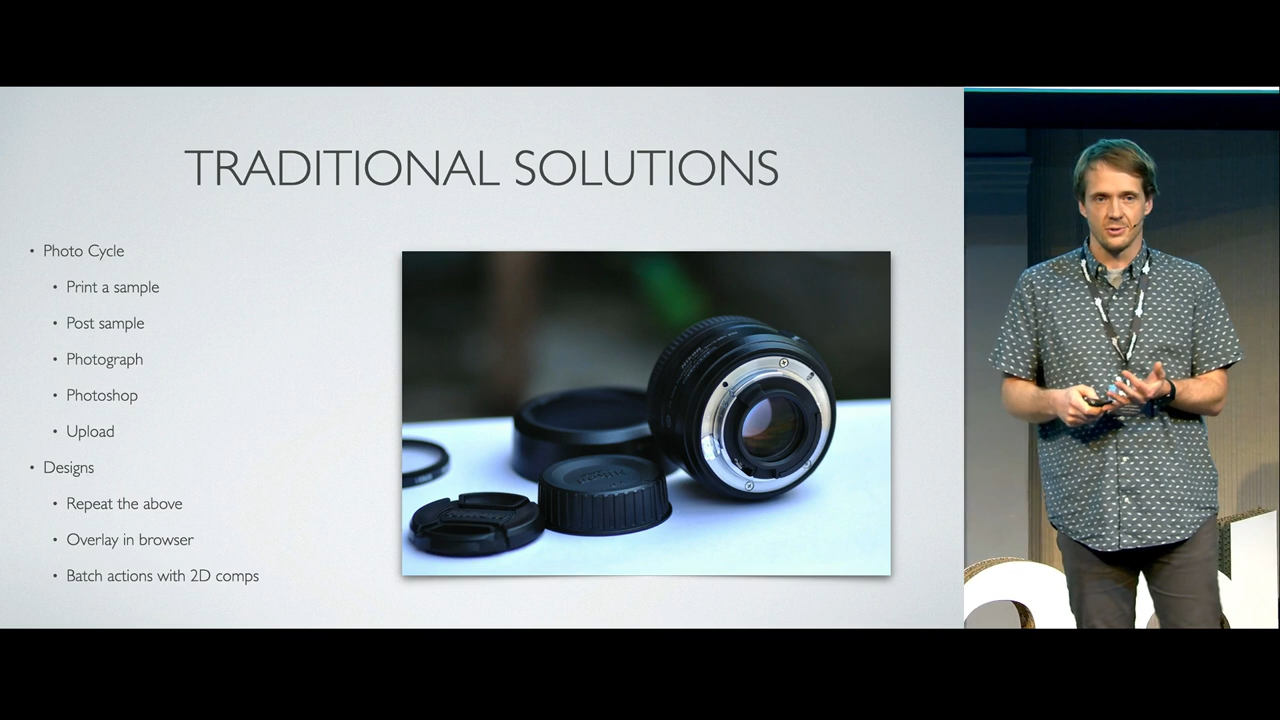 TRADITIONAL SOLUTIONS
• Photo Cycle
• Print a sample
• Post sample
• Photograph
• Photoshop
• Upload
• Designs
• Repeat the above
• Overlay in browser
• Batch actions with 2D comps